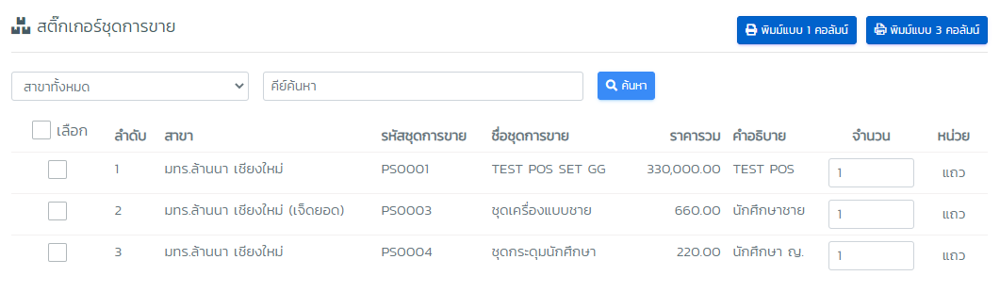 สติ๊กเกอร์ชุดการขาย พิมพ์แบบ 1 คอลัมน์ พิมพ์แบบ 3 คอลัมน์
สาขาทั้งหมด คีย์ค้นหา ค้นหา
เลือก ลำดับ สาขา รหัสชุดการขาย ชื่อชุดการขาย ราคารวม คำอธิบาย จำนวน หน่วย
1 มทร.ล้านนา เชียงใหม่ PS0001 TEST POS SET GG 330,000.00 TEST POS 1 แถว
2 มทร.ล้านนา เชียงใหม่ (เจ็ดยอด) PS0003 ชุดเครื่องแบบชาย 660.00 นักศึกษาชาย 1 แถว
3 มทร.ล้านนา เชียงใหม่ PS0004 ชุดกระดุมนักศึกษา 220.00 นักศึกษา ญ. 1 แถว